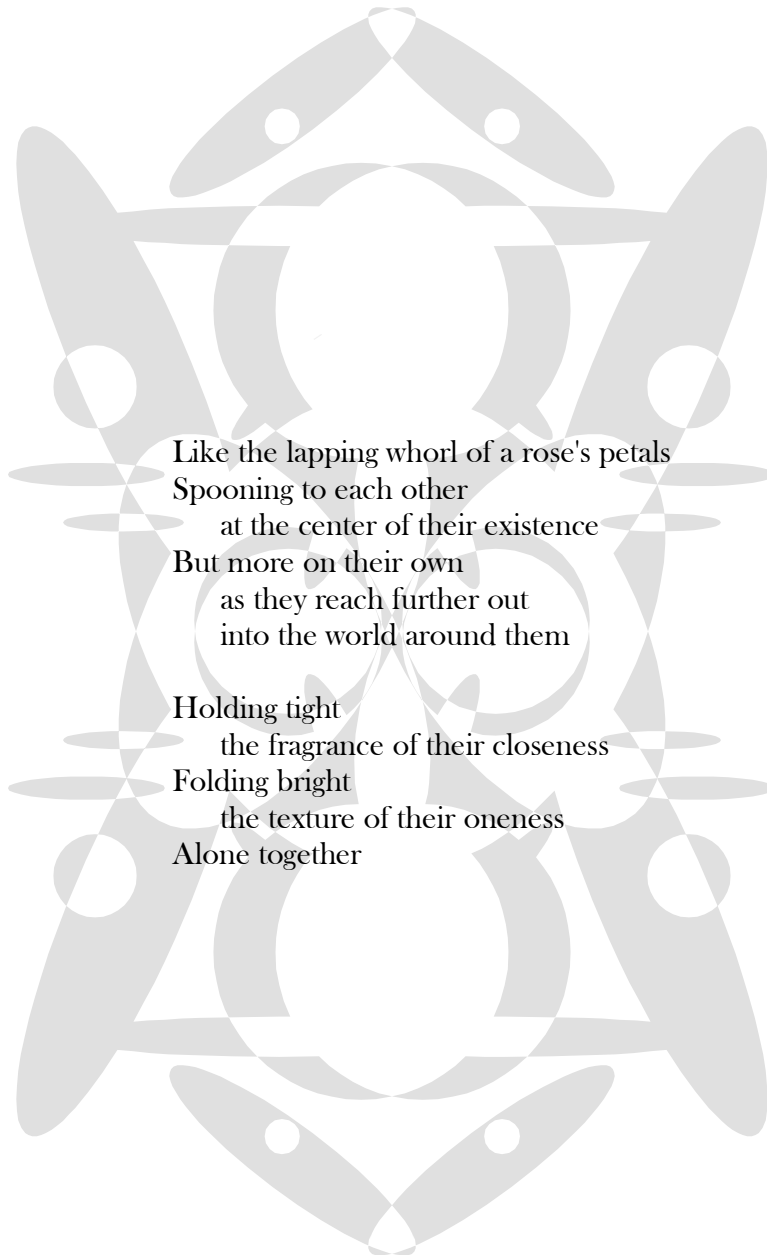 Like the lapping whorl of a rose's petals
Spooning to each other
at the center of their existence
But more on their own
as they reach further out
into the world around them
Holding tight
the fragrance of their closeness
Folding bright
the texture of their oneness
Alone together